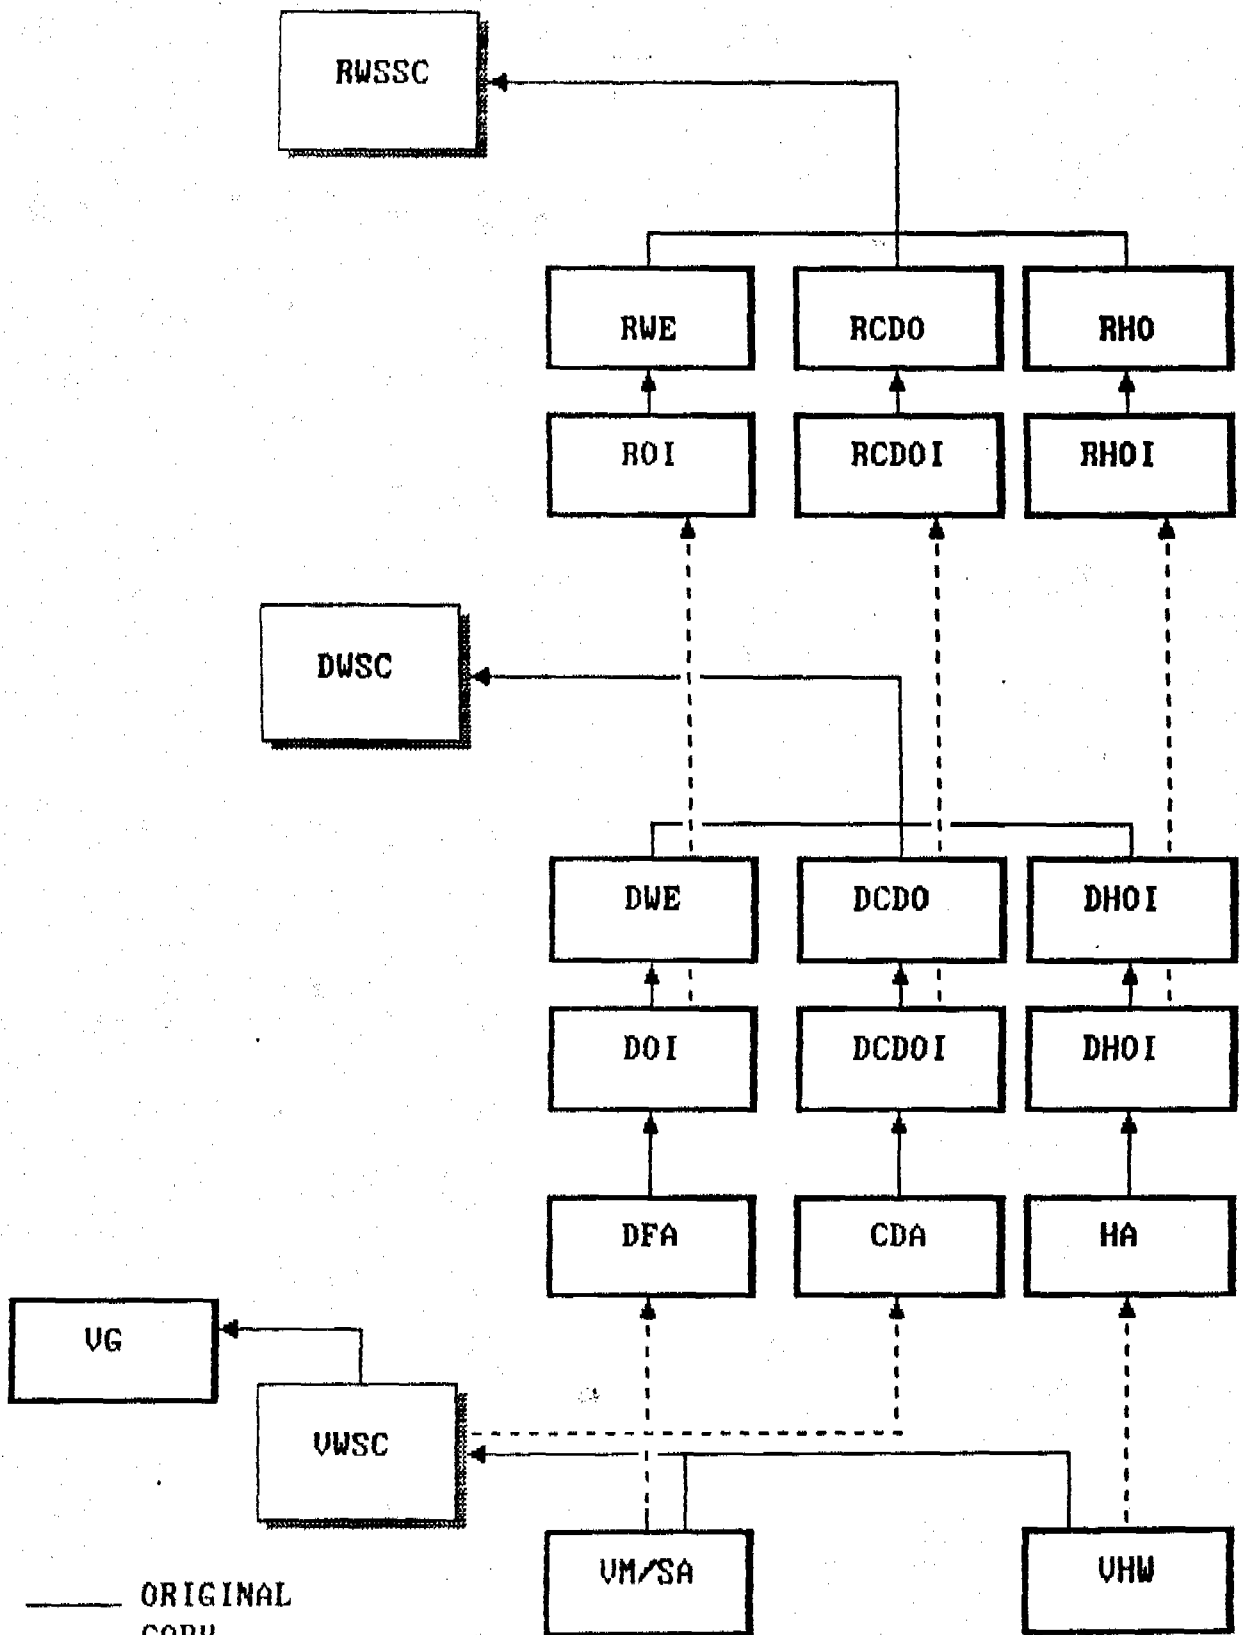 RWSSC
RWE RCDO RHO
ROI RCDOI RHOI
DWSC
DWE DCDO DHOI
DOI DCDOI DHOI
DFA CDA HA
VG
VWSC
VM/SA VHW
ORIGINAL
COPY